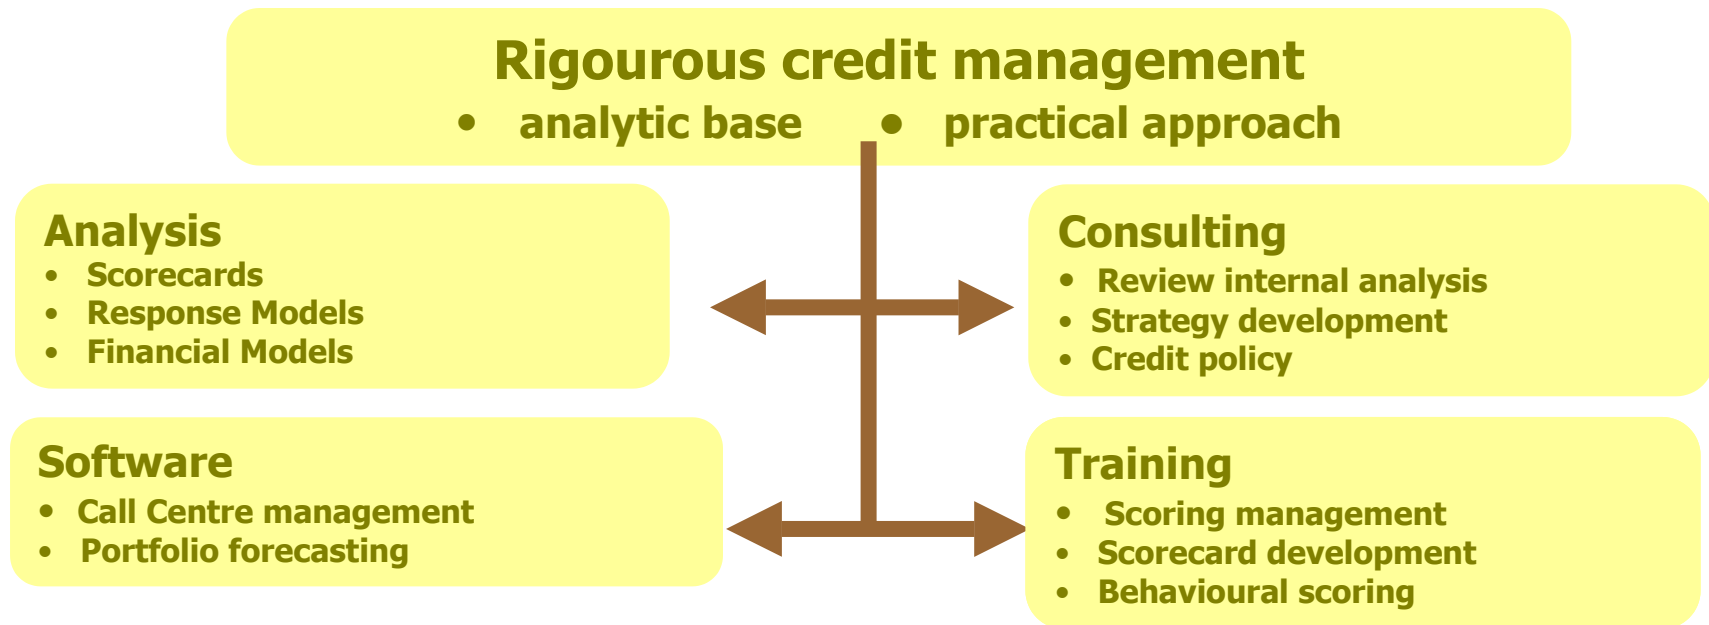 Rigourous credit management
• analytic base • practical approach
Analysis
• Scorecards
• Response Models
• Financial Models
Consulting
• Review internal analysis
• Strategy development
• Credit policy
Software
• Call Centre management
• Portfolio forecasting
Training
• Scoring management
• Scorecard development
• Behavioural scoring